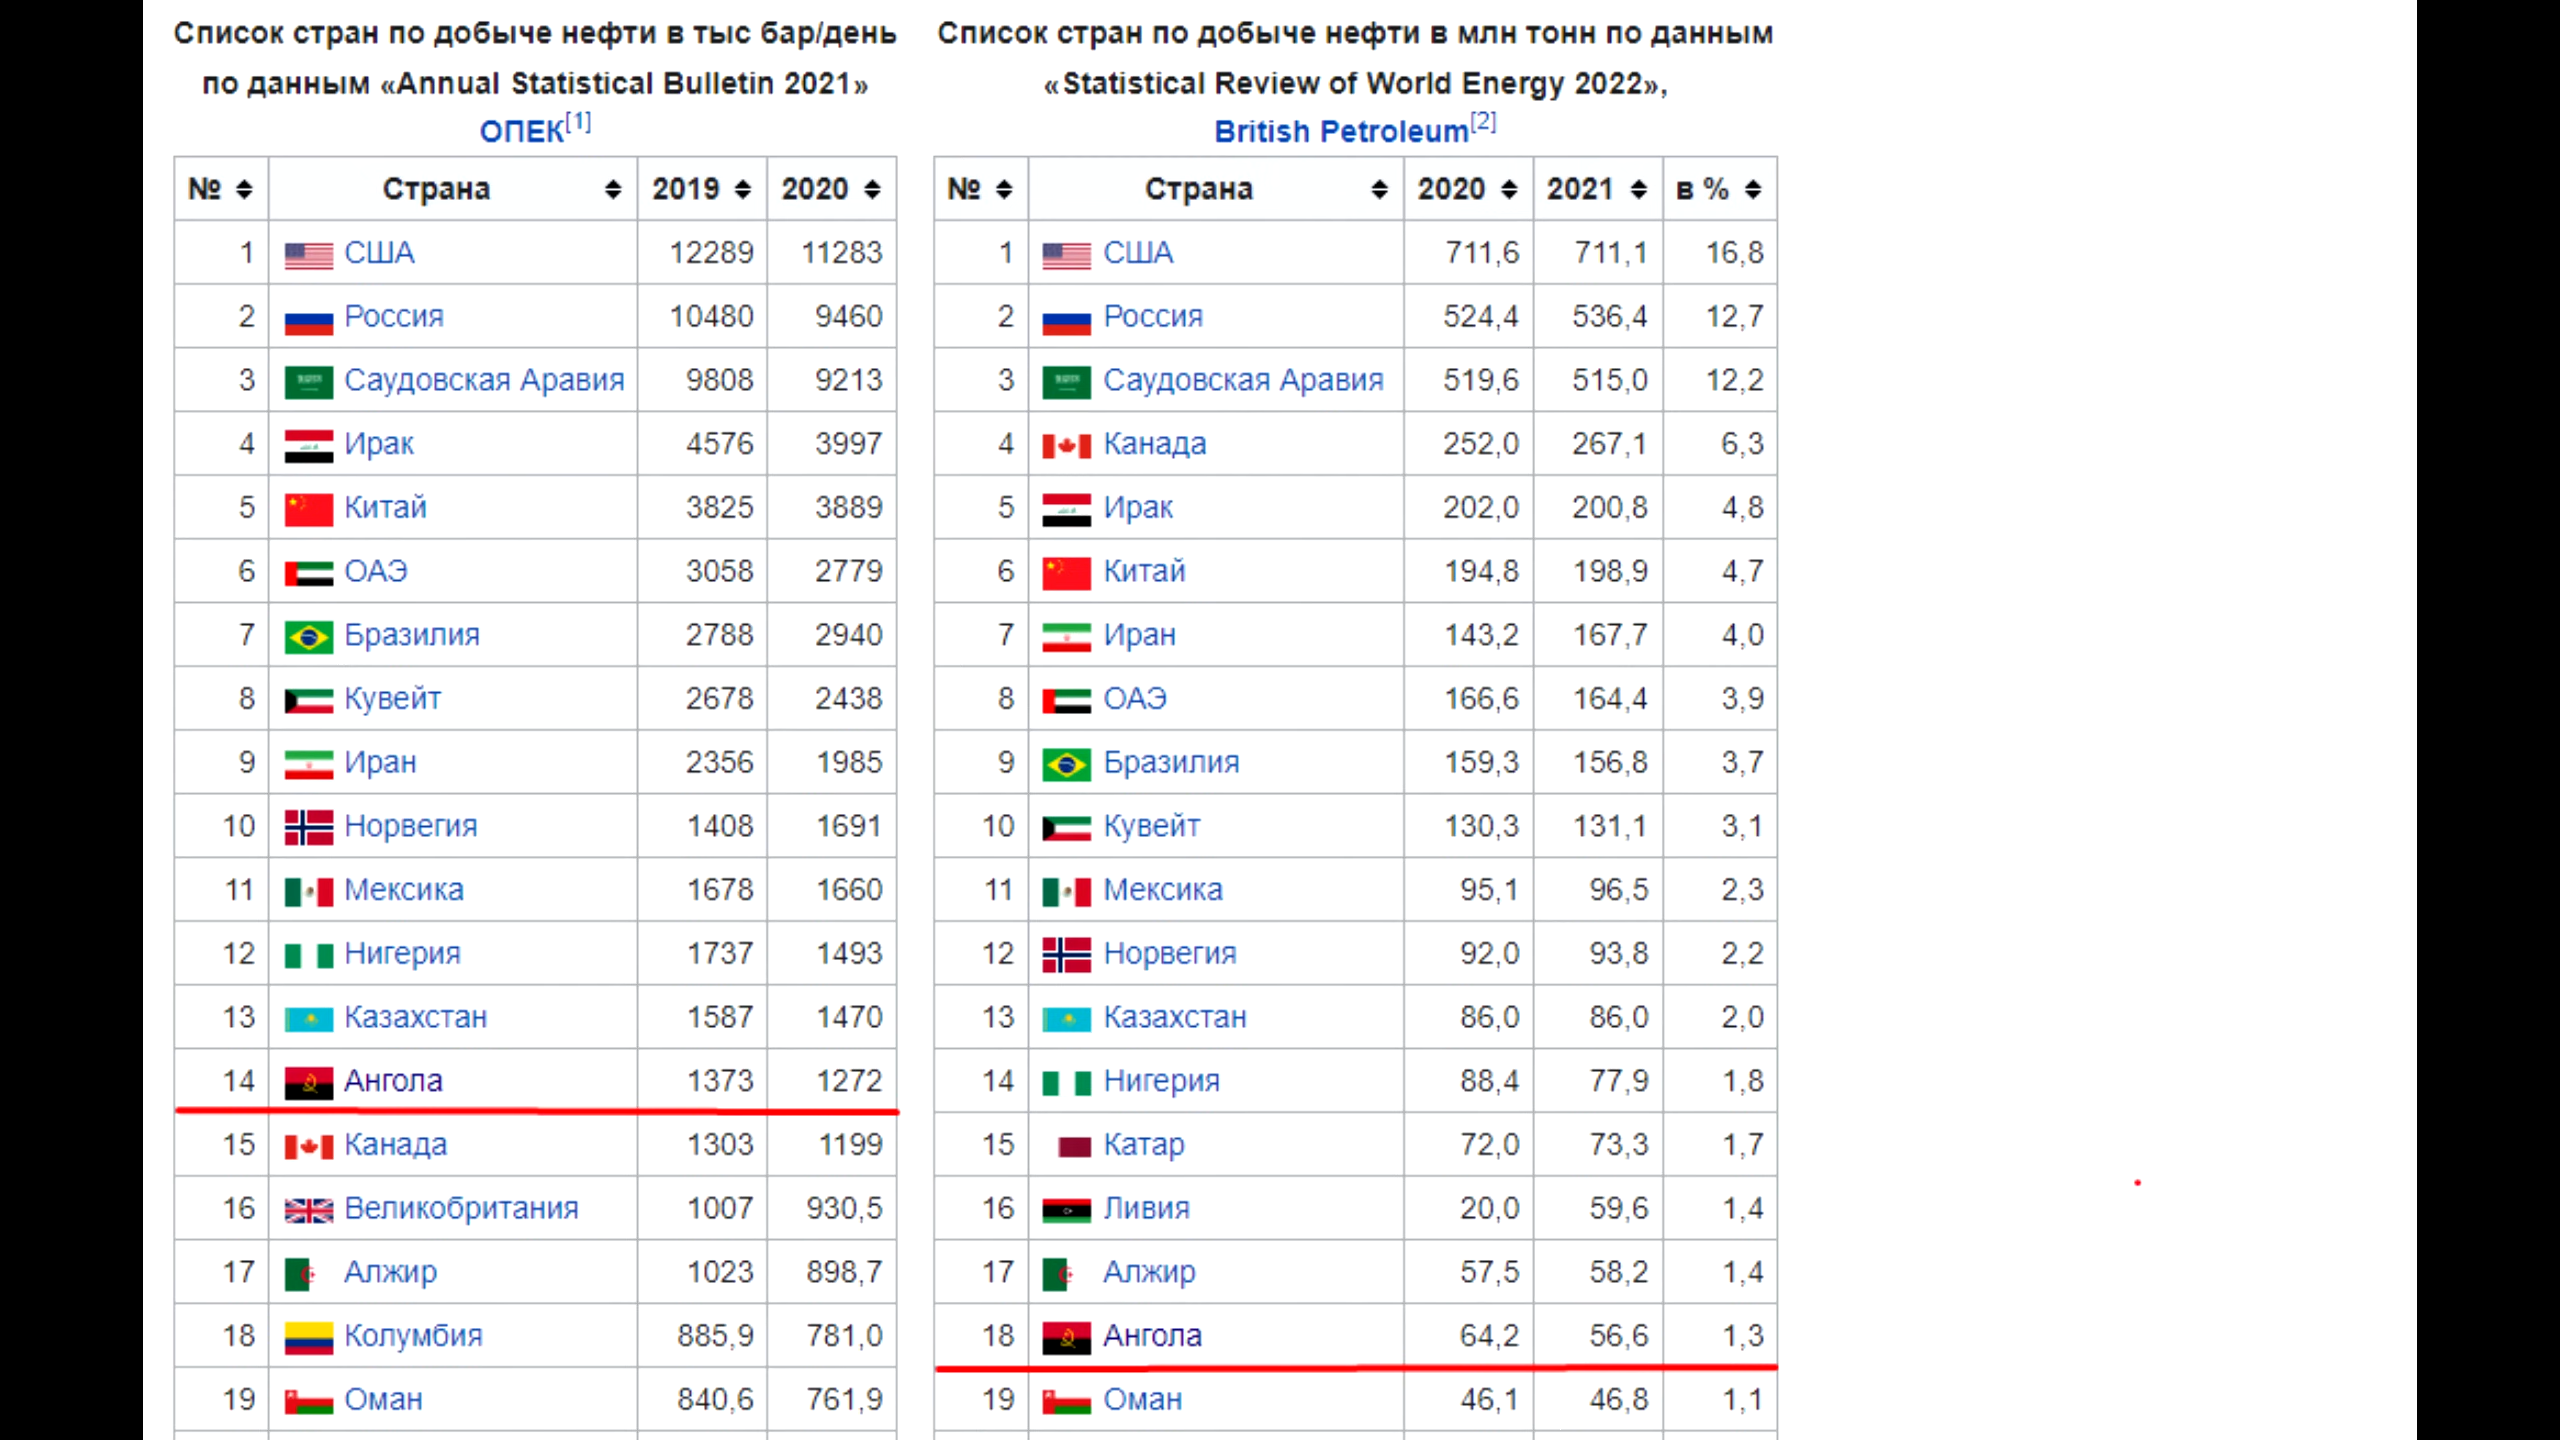 Список стран по добыче нефти в тыс бар/день
по данным «Annual Statistical Bulletin 2021»
ОПЕК[1]
№ Страна 2019 2020
1 США 12289 11283
2 Россия 10480 9460
3 Саудовская Аравия 9808 9213
4 Ирак 4576 3997
5 Китай 3825 3889
6 ОАЭ 3058 2779
7 Бразилия 2788 2940
8 Кувейт 2678 2438
9 Иран 2356 1985
10 Норвегия 1408 1691
11 Мексика 1678 1660
12 Нигерия 1737 1493
13 Казахстан 1587 1470
14 Ангола 1373 1272
15 Канада 1303 1199
16 Великобритания 1007 930,5
17 Алжир 1023 898,7
18 Колумбия 885,9 781,0
19 Оман 840,6 761,9
Список стран по добыче нефти в млн тонн по данным
«Statistical Review of World Energy 2022»,
British Petroleum[2]
№ Страна 2020 2021 в %
1 США 711,6 711,1 16,8
2 Россия 524,4 536,4 12,7
3 Саудовская Аравия 519,6 515,0 12,2
4 Канада 252,0 267,1 6,3
5 Ирак 202,0 200,8 4,8
6 Китай 194,8 198,9 4,7
7 Иран 143,2 167,7 4,0
8 ОАЭ 166,6 164,4 3,9
9 Бразилия 159,3 156,8 3,7
10 Кувейт 130,3 131,1 3,1
11 Мексика 95,1 96,5 2,3
12 Норвегия 92,0 93,8 2,2
13 Казахстан 86,0 86,0 2,0
14 Нигерия 88,4 77,9 1,8
15 Катар 72,0 73,3 1,7
16 Ливия 20,0 59,6 1,4
17 Алжир 57,5 58,2 1,4
18 Ангола 64,2 56,6 1,3
19 Оман 46,1 46,8 1,1